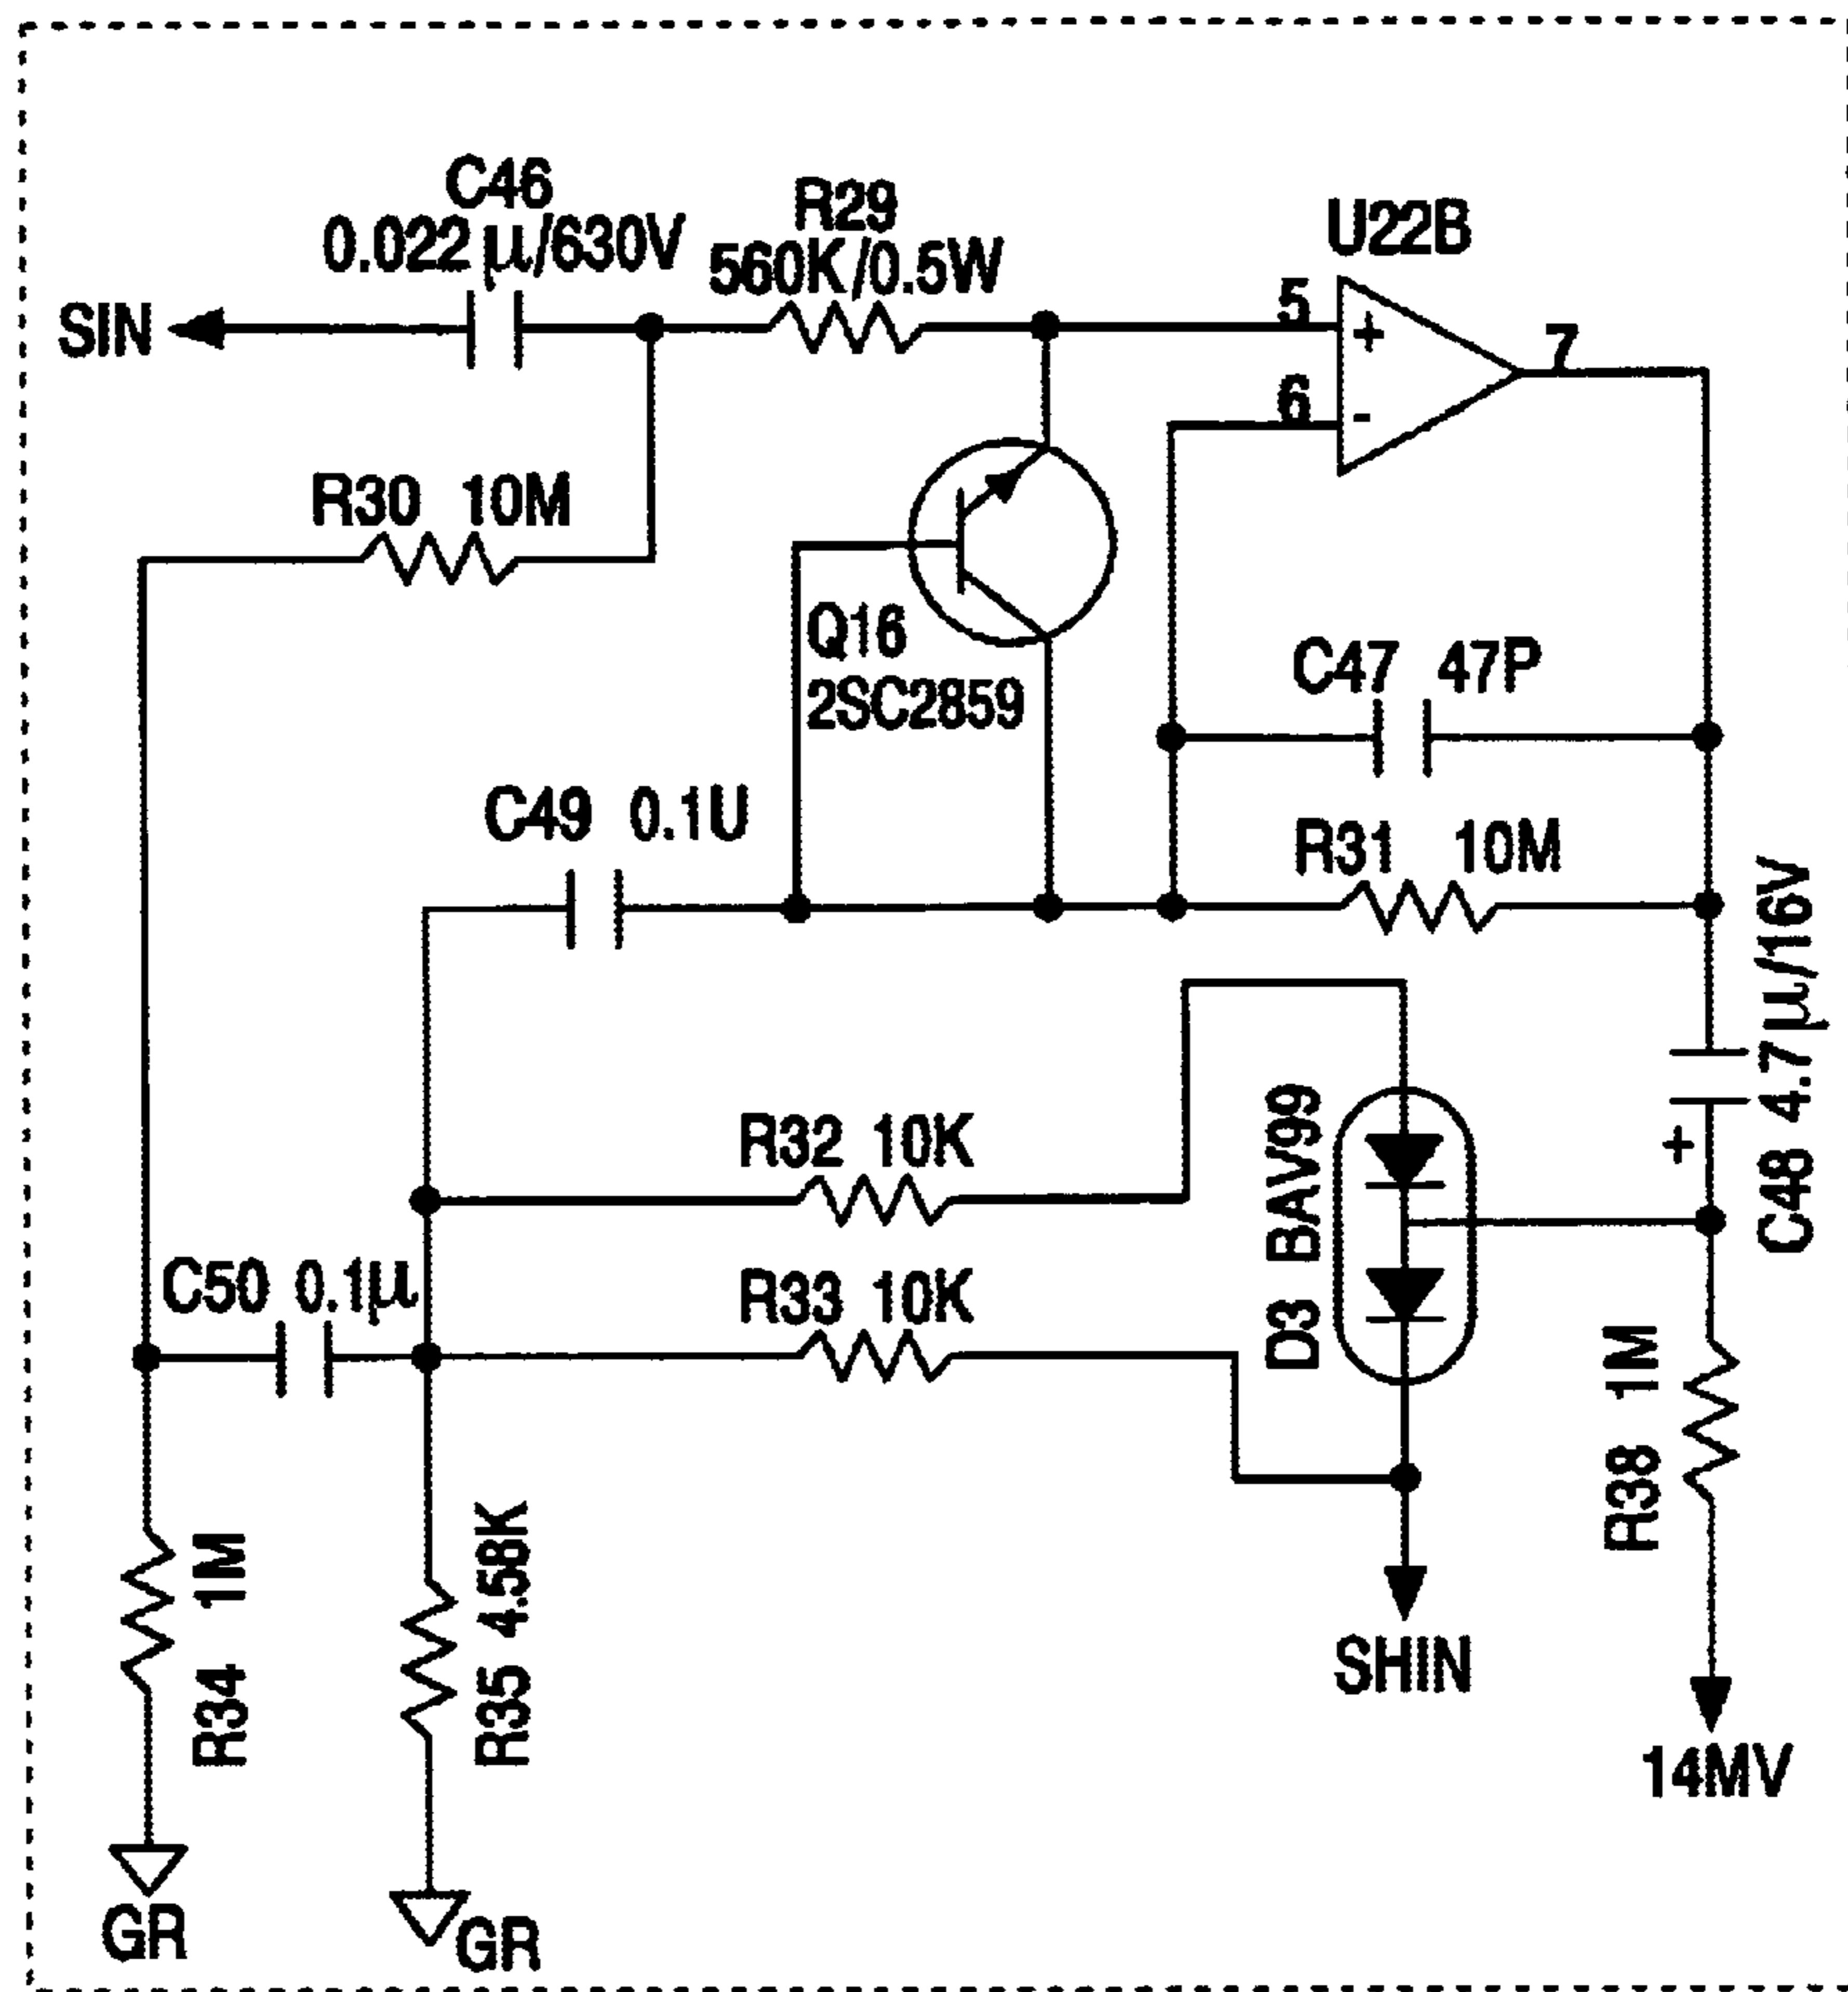 C46
0.022 µ/630V
R29
560K/0.5W
U22B
SIN
5
+
7
6
-
R30 10M
Q16
2SC2859
C47 47P
C49 0.1U
R31 10M
C48 4.7µ/16V
+
R32 10K
D3 BAV99
C50 0.1µ
R33 10K
R38 1M
R34 1M
R35 4.58K
SHIN
14MV
GR
GR